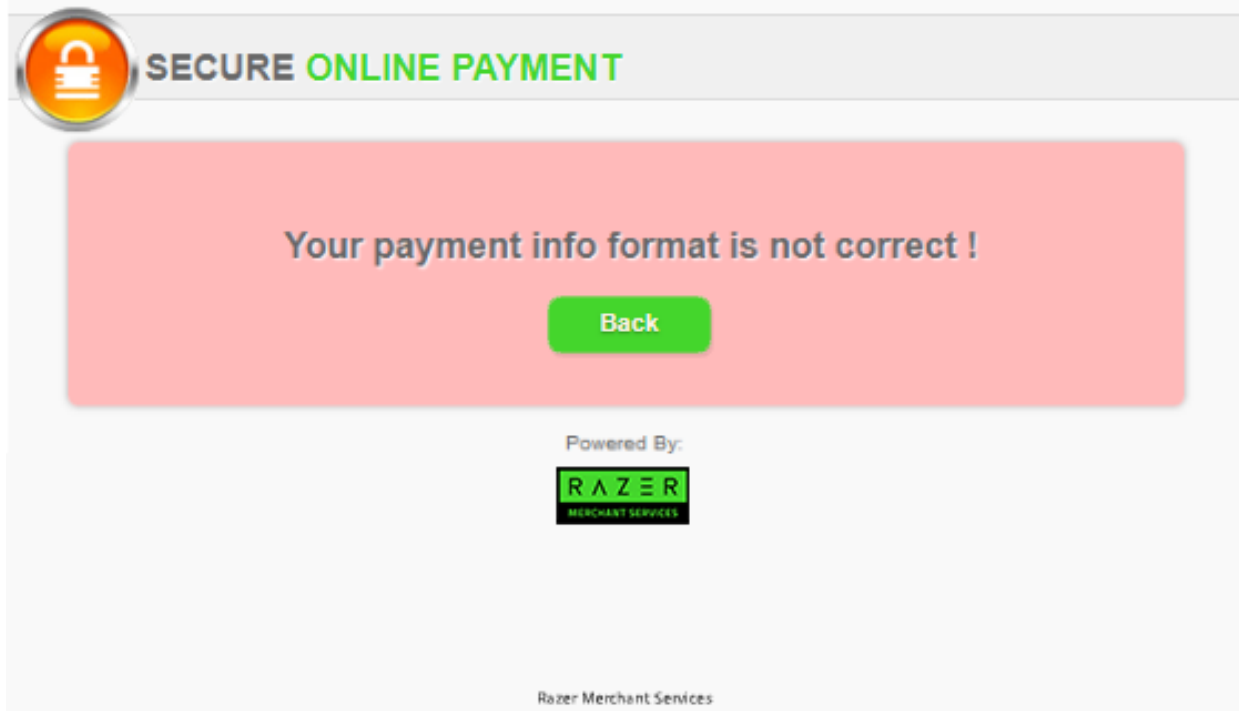 SECURE ONLINE PAYMENT
Your payment info format is not correct !
Back
Powered By:
RAZER
MERCHANT SERVICES
Razer Merchant Services